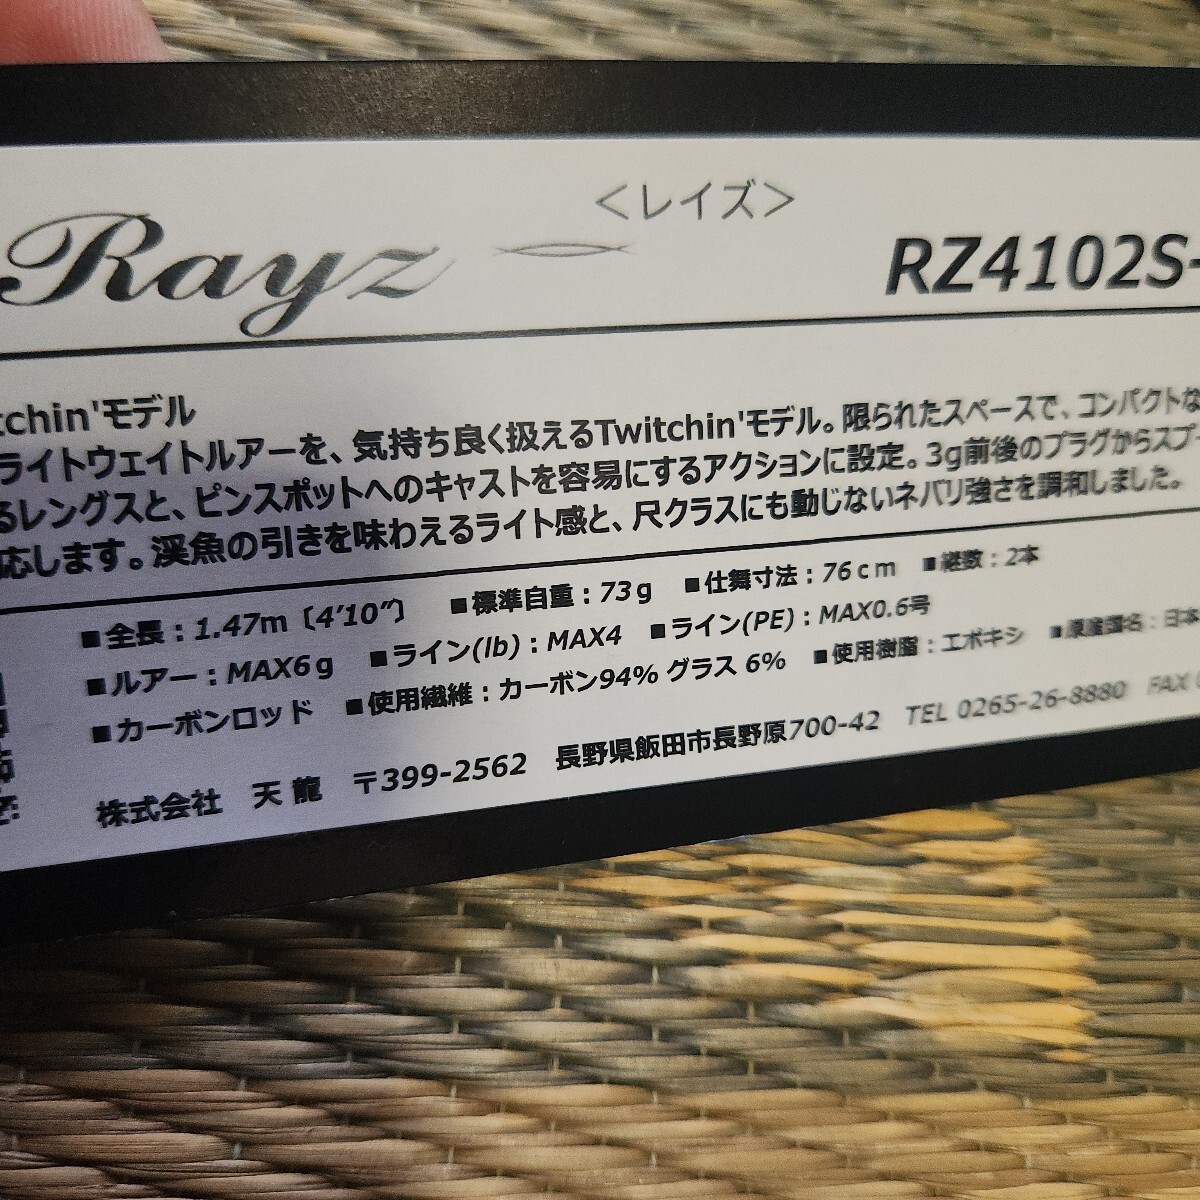 Rayz <レイズ> RZ4102S-
tchin'モデル
ライトウェイトルアーを、気持ち良く扱えるTwitchin'モデル。限られたスペースで、コンパクトな
るレングスと、ピンスポットへのキャストを容易にするアクションに設定。3g前後のプラグからスプ
応します。渓魚の引きを味わえるライト感と、尺クラスにも動じないネバリ強さを調和しました。
■全長：1.47m〔4'10"〕 ■標準自重：73g ■仕舞寸法：76cm ■継数：2本
■ルアー：MAX6g ■ライン(lb)：MAX4 ■ライン(PE)：MAX0.6号
■カーボンロッド ■使用繊維：カーボン94% グラス 6% ■使用樹脂：エポキシ ■原産国名：日本
株式会社 天龍 〒399-2562 長野県飯田市長野原700-42 TEL 0265-26-8880 FAX 0